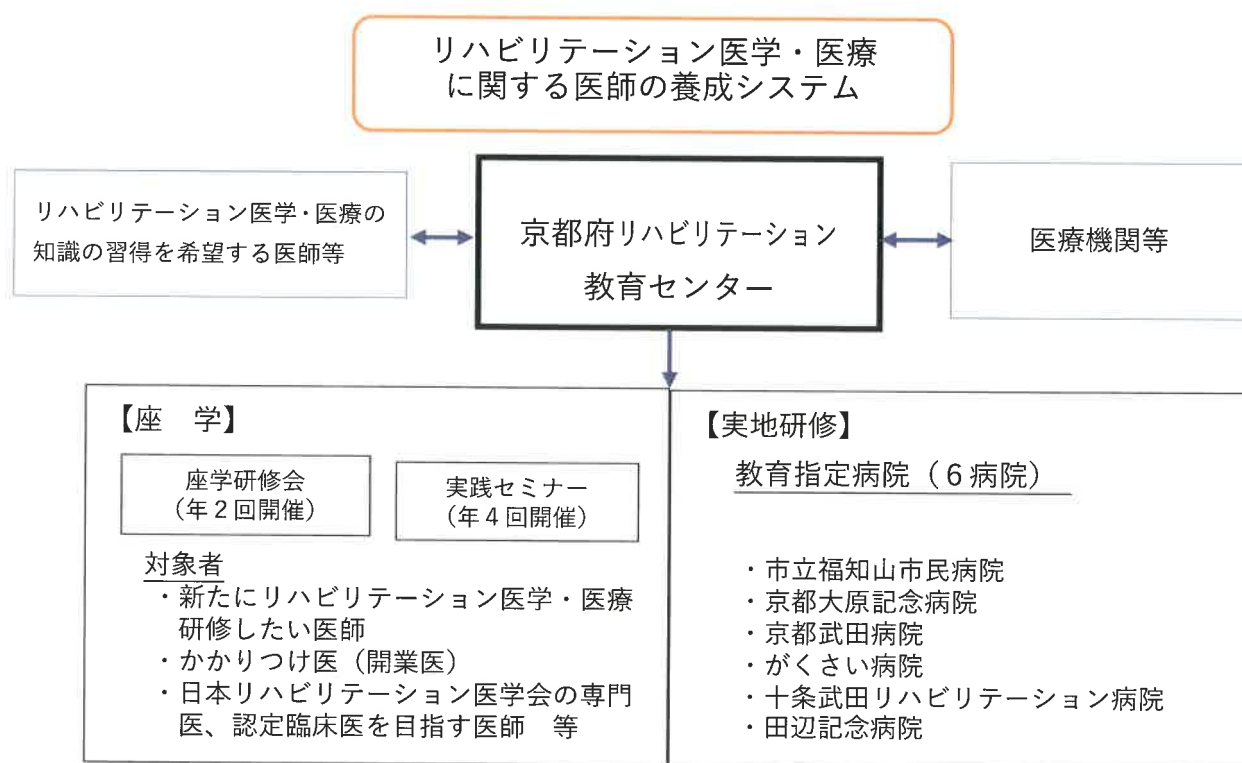 リハビリテーション医学・医療
に関する医師の養成システム
リハビリテーション医学・医療の
知識の習得を希望する医師等
京都府リハビリテーション
教育センター
医療機関等
【座　学】
座学研修会
（年２回開催）
実践セミナー
（年４回開催）
対象者
・新たにリハビリテーション医学・医療
研修したい医師
・かかりつけ医（開業医）
・日本リハビリテーション医学会の専門
医、認定臨床医を目指す医師　等
【実地研修】
教育指定病院（６病院）
・市立福知山市民病院
・京都大原記念病院
・京都武田病院
・がくさい病院
・十条武田リハビリテーション病院
・田辺記念病院